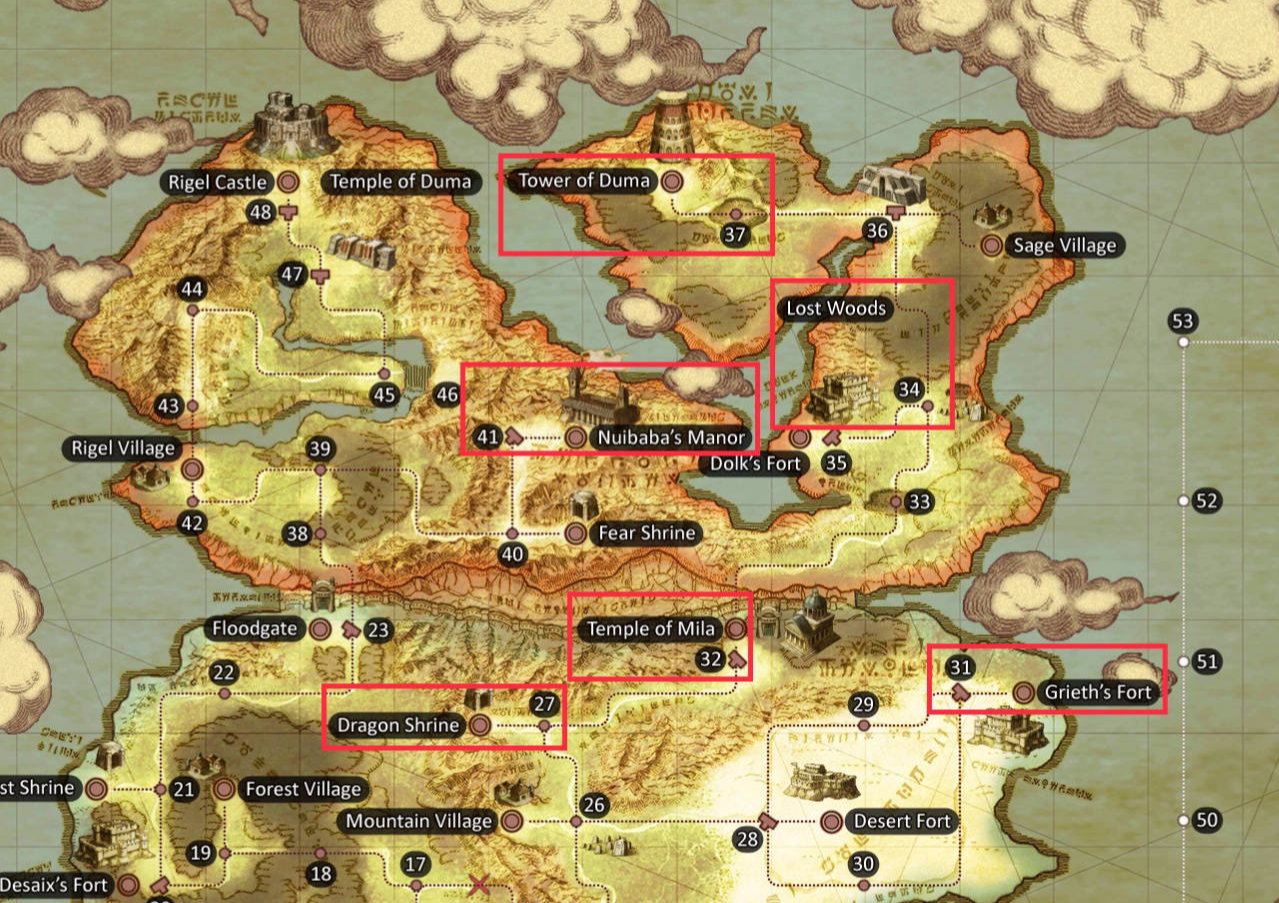 Rigel Castle
Temple of Duma
Tower of Duma
48
37
36
Sage Village
47
44
Lost Woods
53
45
46
34
43
41
Nuibaba's Manor
Rigel Village
39
Dolk's Fort
35
42
38
40
Fear Shrine
33
52
Floodgate
23
Temple of Mila
32
22
31
51
Grieth's Fort
Dragon Shrine
27
29
st Shrine
21
Forest Village
26
Mountain Village
28
Desert Fort
50
19
18
17
30
Desaix's Fort